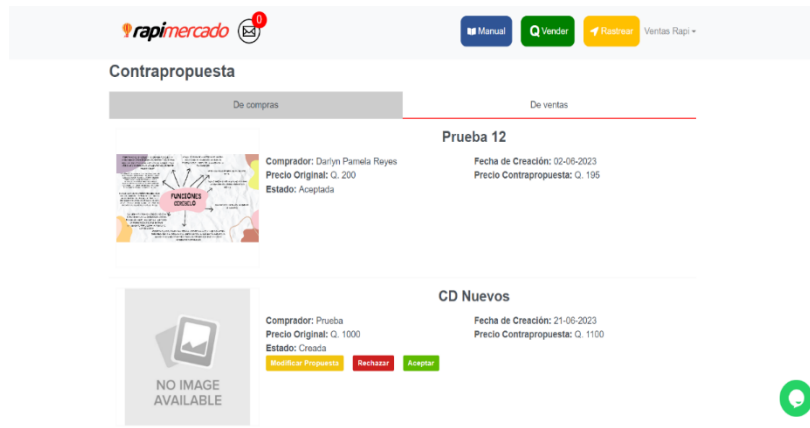 rapimercado
0
Manual
Q Vender
Rastrear
Ventas Rapi
Contrapropuesta
De compras
De ventas
Prueba 12
Comprador: Darlyn Pamela Reyes
Fecha de Creación: 02-06-2023
Precio Original: Q. 200
Precio Contrapropuesta: Q. 195
Estado: Aceptada
CD Nuevos
Comprador: Prueba
Fecha de Creación: 21-06-2023
Precio Original: Q. 1000
Precio Contrapropuesta: Q. 1100
Estado: Creada
Modificar Propuesta
Rechazar
Aceptar
NO IMAGE
AVAILABLE